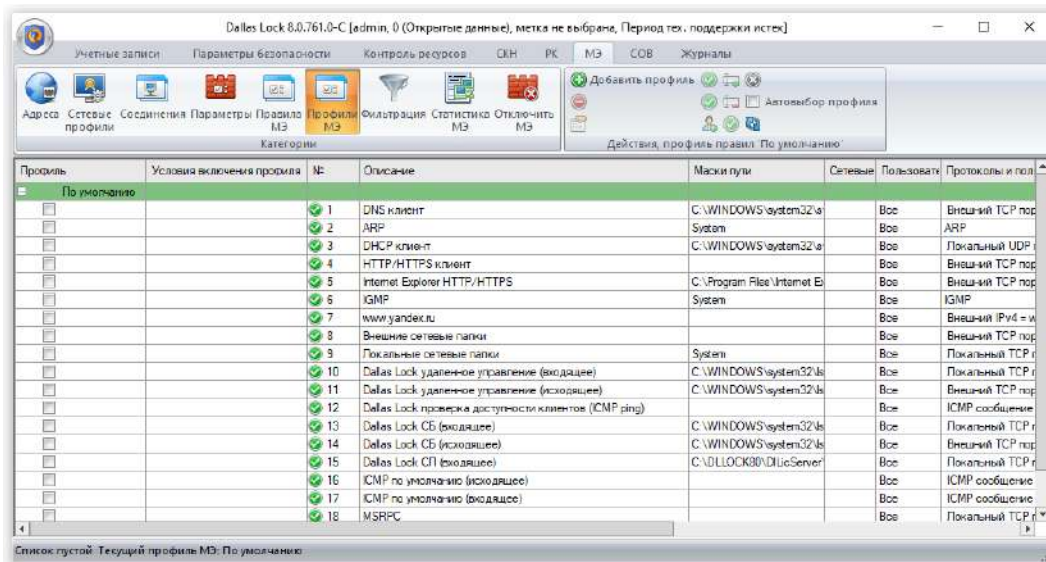 Dallas Lock 8.0.761.0-C [admin, 0 (Открытые данные), метка не выбрана, Период тех. поддержки истек]
Учетные записи Параметры безопасности Контроль ресурсов СКН РК МЭ СОВ Журналы
Адреса Сетевые профили Соединения Параметры Правила МЭ Профили МЭ Фильтрация Статистика МЭ Отключить МЭ
Категории
Добавить профиль
Автовыбор профиля
Действия, профиль правил 'По умолчанию'
Профиль Условия включения профиля № Описание Маски пути Сетевые Пользовате Протоколы и пол
По умолчанию
1 DNS клиент C:\WINDOWS\system32\s Все Внешний TCP пор
2 ARP System Все ARP
3 DHCP клиент C:\WINDOWS\system32\s Все Локальный UDP
4 HTTP/HTTPS клиент Все Внешний TCP пор
5 Internet Explorer HTTP/HTTPS C:\Program Files\Internet Ex Все Внешний TCP пор
6 IGMP System Все IGMP
7 www.yandex.ru Все Внешний IPv4 = w
8 Внешние сетевые папки Все Внешний TCP пор
9 Локальные сетевые папки System Все Локальный TCP
10 Dallas Lock удаленное управление (входящее) C:\WINDOWS\system32\ls Все Локальный TCP
11 Dallas Lock удаленное управление (исходящее) C:\WINDOWS\system32\ls Все Внешний TCP пор
12 Dallas Lock проверка доступности клиентов (ICMP ping) Все ICMP сообщение
13 Dallas Lock СБ (входящее) C:\WINDOWS\system32\ls Все Локальный TCP
14 Dallas Lock СБ (исходящее) C:\WINDOWS\system32\ls Все Внешний TCP пор
15 Dallas Lock СЛ (входящее) C:\DLLOCK80\DlLicServer Все Локальный TCP
16 ICMP по умолчанию (исходящее) Все ICMP сообщение
17 ICMP по умолчанию (входящее) Все ICMP сообщение
18 MSRPC Все Локальный TCP
Список пустой Текущий профиль МЭ: По умолчанию